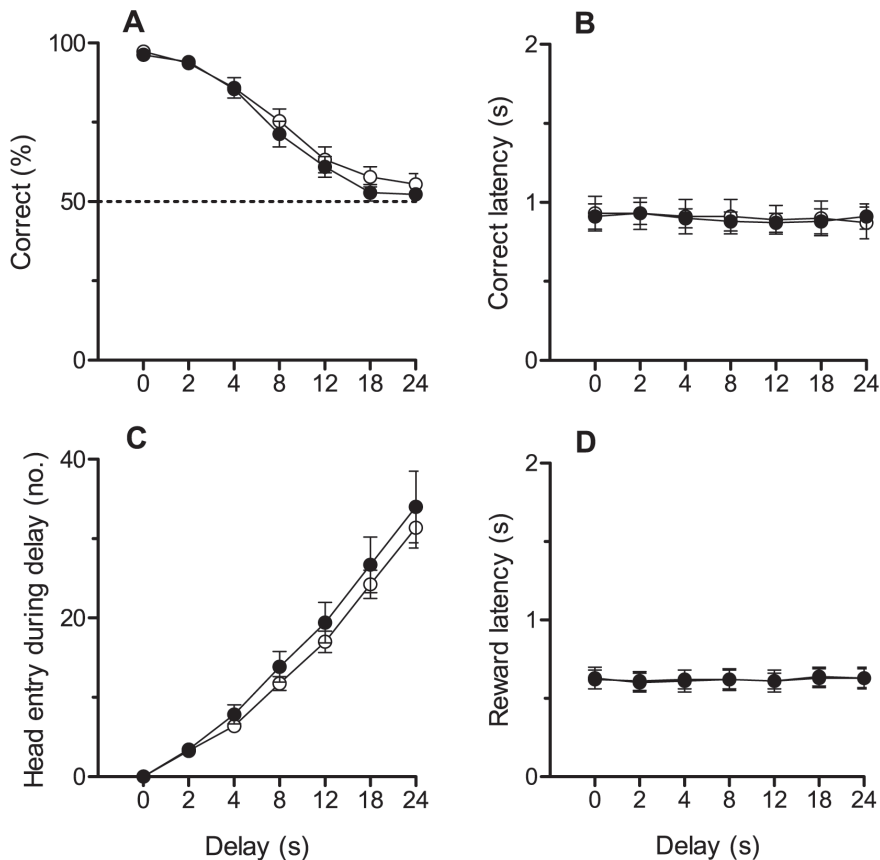 A
Correct (%)
100
50
0
0 2 4 8 12 18 24
B
Correct latency (s)
2
1
0
0 2 4 8 12 18 24
C
Head entry during delay (no.)
40
20
0
0 2 4 8 12 18 24
Delay (s)
D
Reward latency (s)
2
1
0
0 2 4 8 12 18 24
Delay (s)